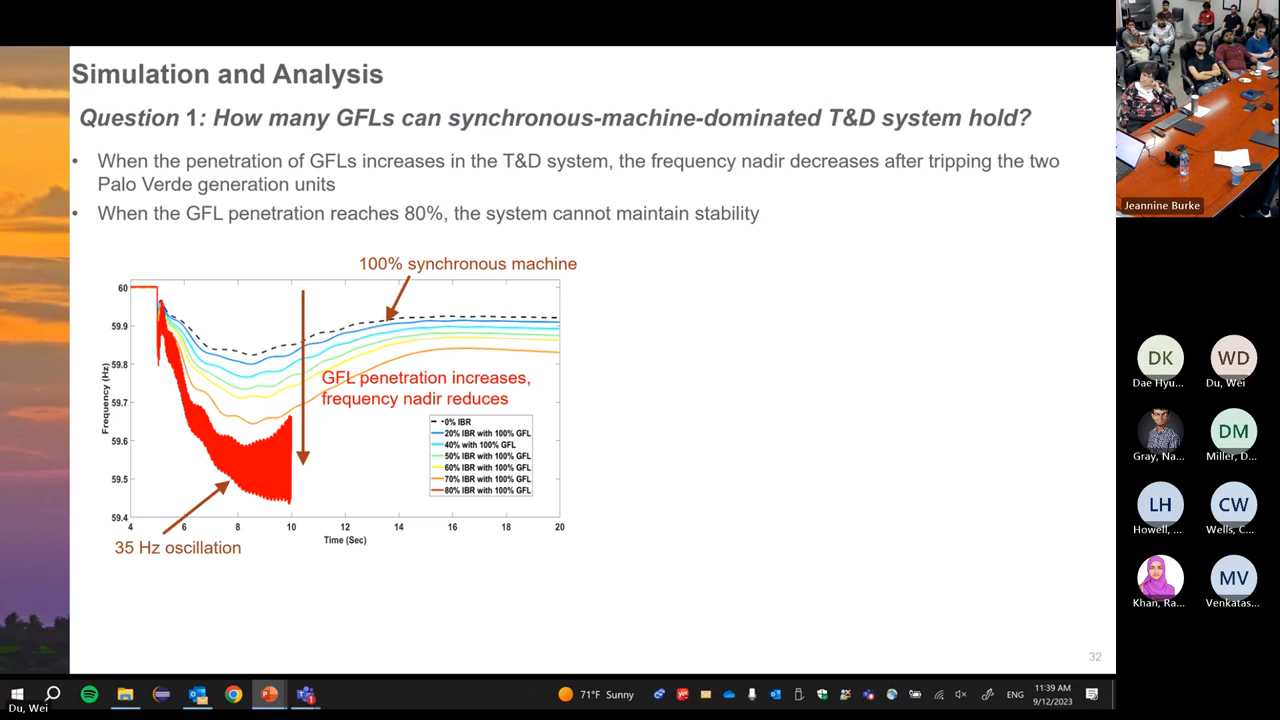 Simulation and Analysis
Question 1: How many GFLs can synchronous-machine-dominated T&D system hold?
• When the penetration of GFLs increases in the T&D system, the frequency nadir decreases after tripping the two
Palo Verde generation units
• When the GFL penetration reaches 80%, the system cannot maintain stability
100% synchronous machine
60
59.9
59.8
59.7
59.6
59.5
59.4
Frequency (Hz)
GFL penetration increases,
frequency nadir reduces
0% IBR
20% IBR with 100% GFL
40% with 100% GFL
50% IBR with 100% GFL
60% IBR with 100% GFL
70% IBR with 100% GFL
80% IBR with 100% GFL
4 6 8 10 12 14 16 18 20
Time (Sec)
35 Hz oscillation
32
Jeannine Burke
DK
Dae Hyu...
WD
Du, Wei
Gray, Na...
DM
Miller, D...
LH
Howell, ...
CW
Wells, C...
Khan, Ra...
MV
Venkatas...
71°F Sunny
ENG
11:39 AM
9/12/2023
Du, Wei